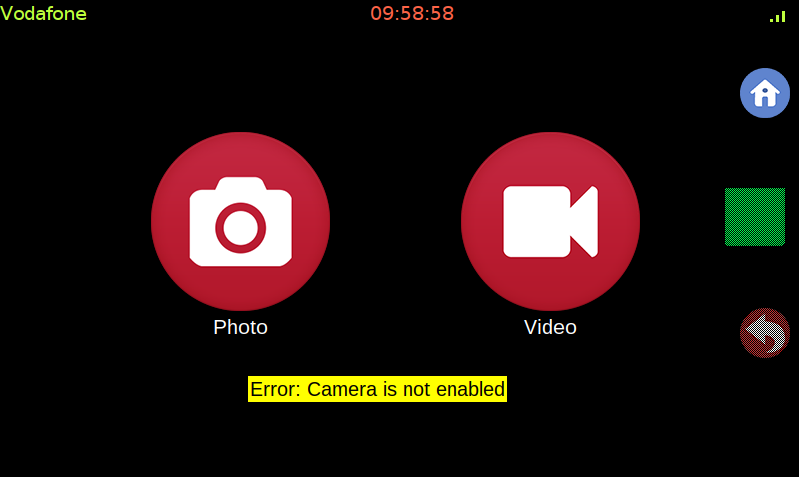 Vodafone
09:58:58
Photo
Video
Error: Camera is not enabled